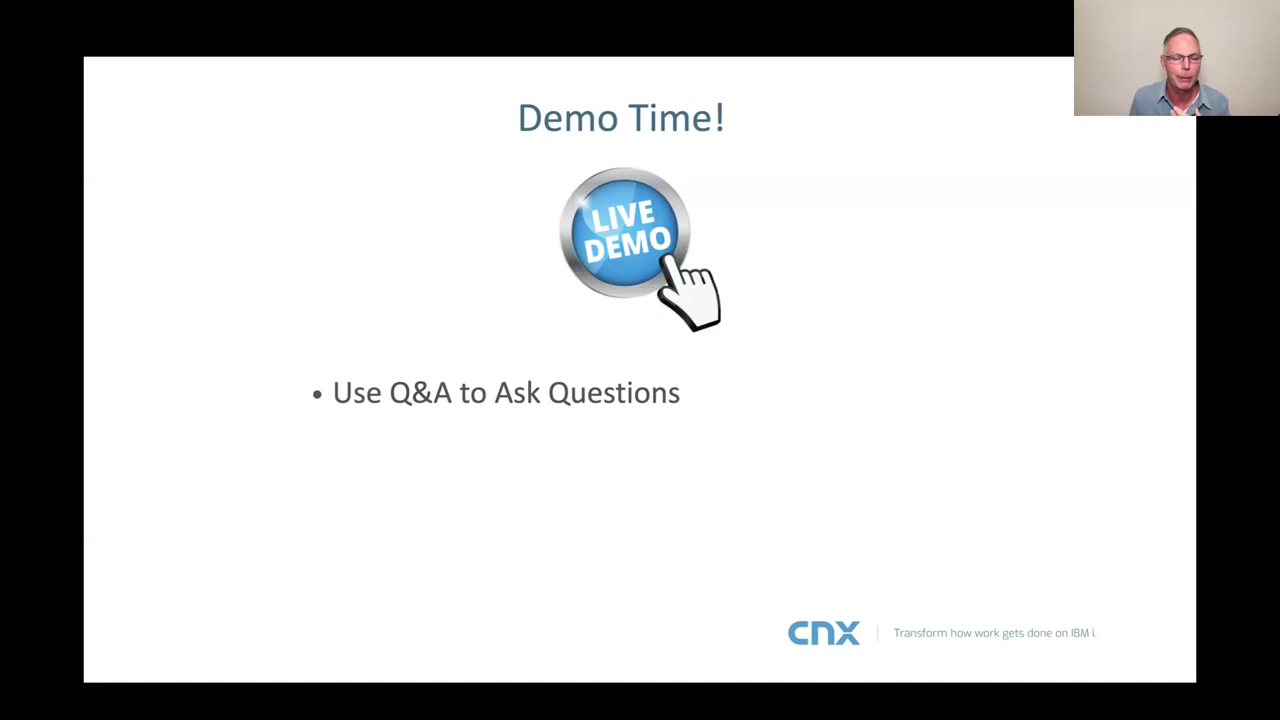 Demo Time!
LIVE
DEMO
• Use Q&A to Ask Questions
cnx
Transform how work gets done on IBM i.